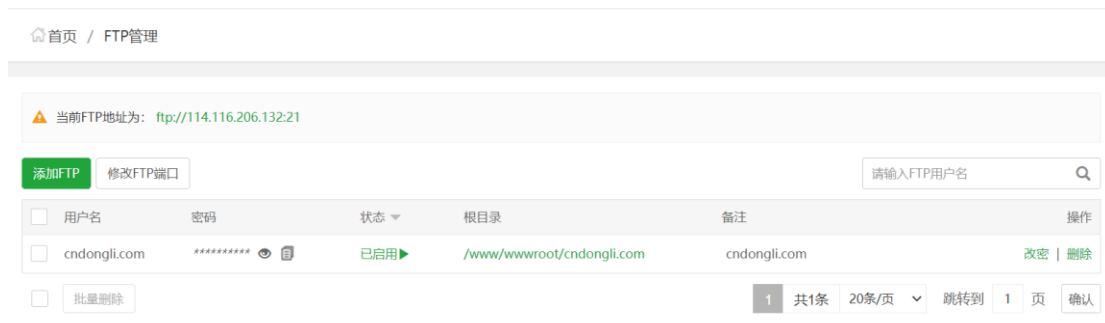 首页 / FTP管理
当前FTP地址为： ftp://114.116.206.132:21
添加FTP 修改FTP端口 请输入FTP用户名
用户名 密码 状态 根目录 备注 操作
cndongli.com ********** 已启用 /www/wwwroot/cndongli.com cndongli.com 改密 | 删除
批量删除 1 共1条 20条/页 跳转到 1 页 确认